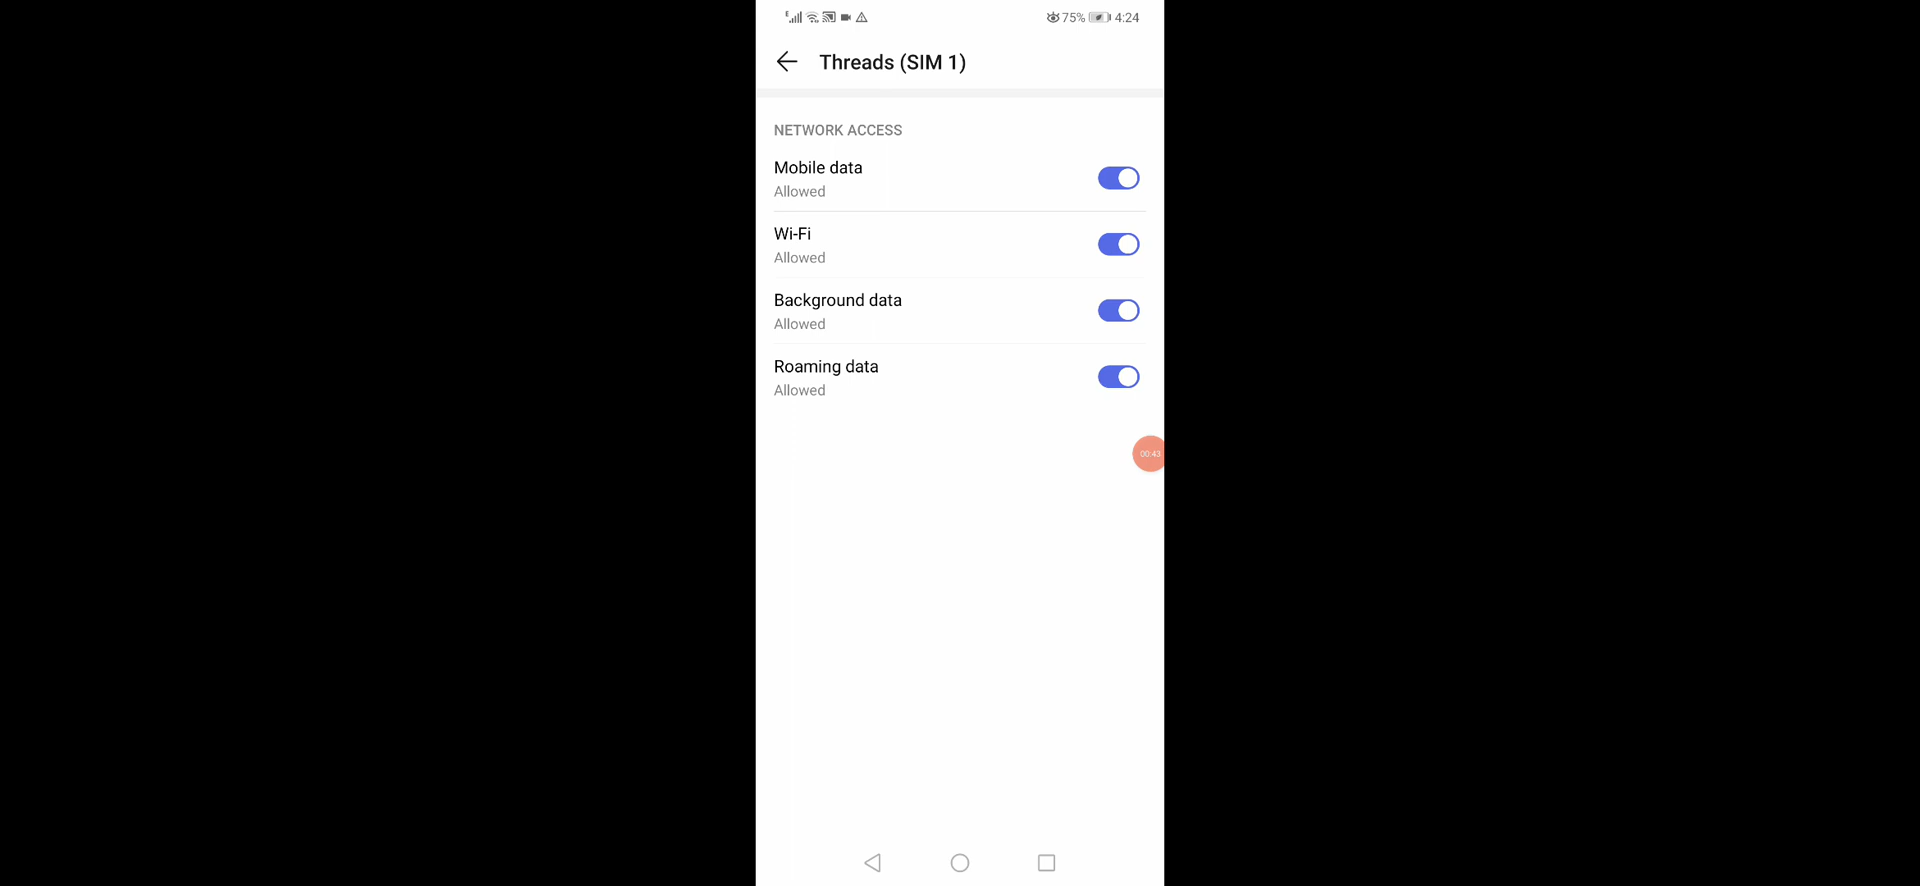 E 75% 4:24
Threads (SIM 1)
NETWORK ACCESS
Mobile data
Allowed
Wi-Fi
Allowed
Background data
Allowed
Roaming data
Allowed
00:43